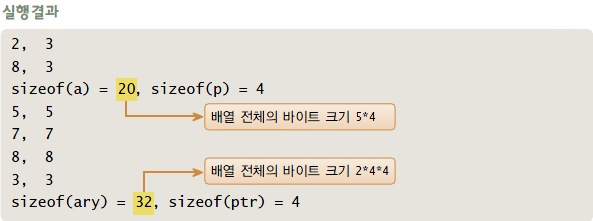 실행결과
2, 3
8, 3
sizeof(a) = 20, sizeof(p) = 4
배열 전체의 바이트 크기 5*4
5, 5
7, 7
8, 8
배열 전체의 바이트 크기 2*4*4
3, 3
sizeof(ary) = 32, sizeof(ptr) = 4